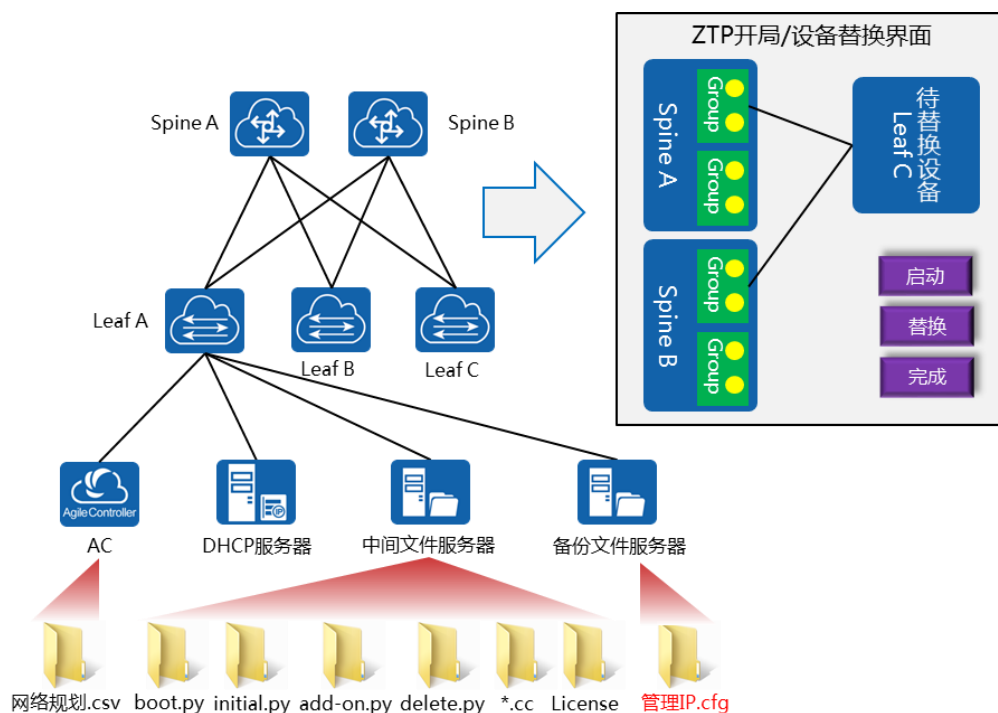 ZTP开局/设备替换界面
Spine A
Spine B
Spine A
Group
Group
待替换设备
Leaf C
Spine B
Group
Group
启动
替换
完成
Leaf A
Leaf B
Leaf C
Agile Controller
IP
AC
DHCP服务器
中间文件服务器
备份文件服务器
网络规划.csv
boot.py
initial.py
add-on.py
delete.py
*.cc
License
管理IP.cfg